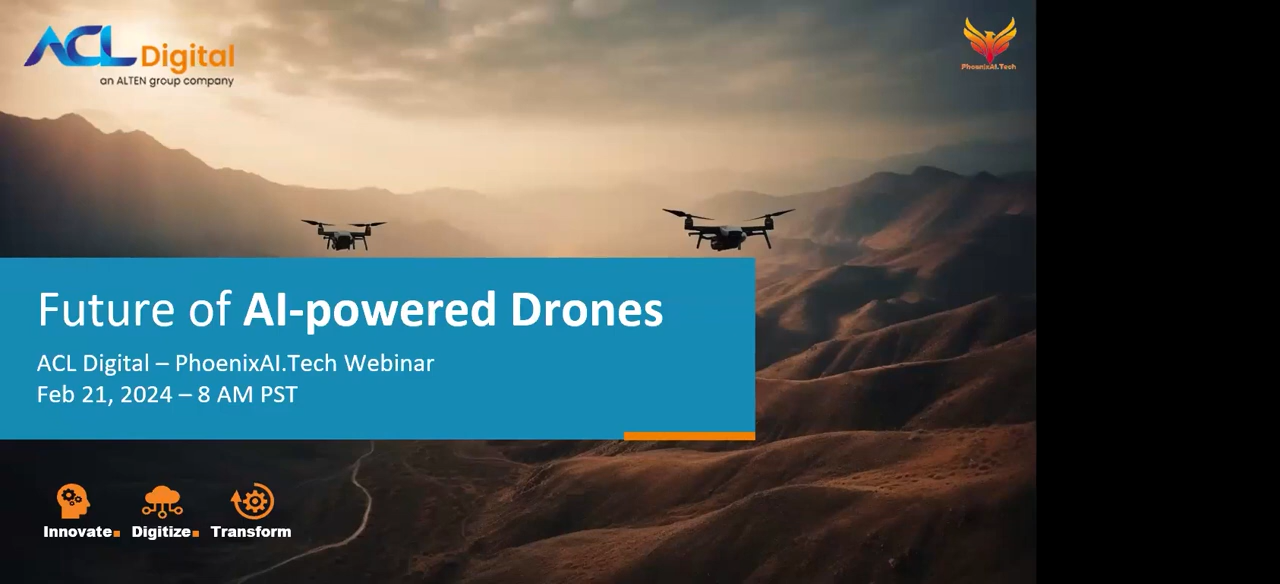 ACL Digital
an ALTEN group company
PhoenixAI.Tech
Future of AI-powered Drones
ACL Digital – PhoenixAI.Tech Webinar
Feb 21, 2024 – 8 AM PST
Innovate. Digitize. Transform